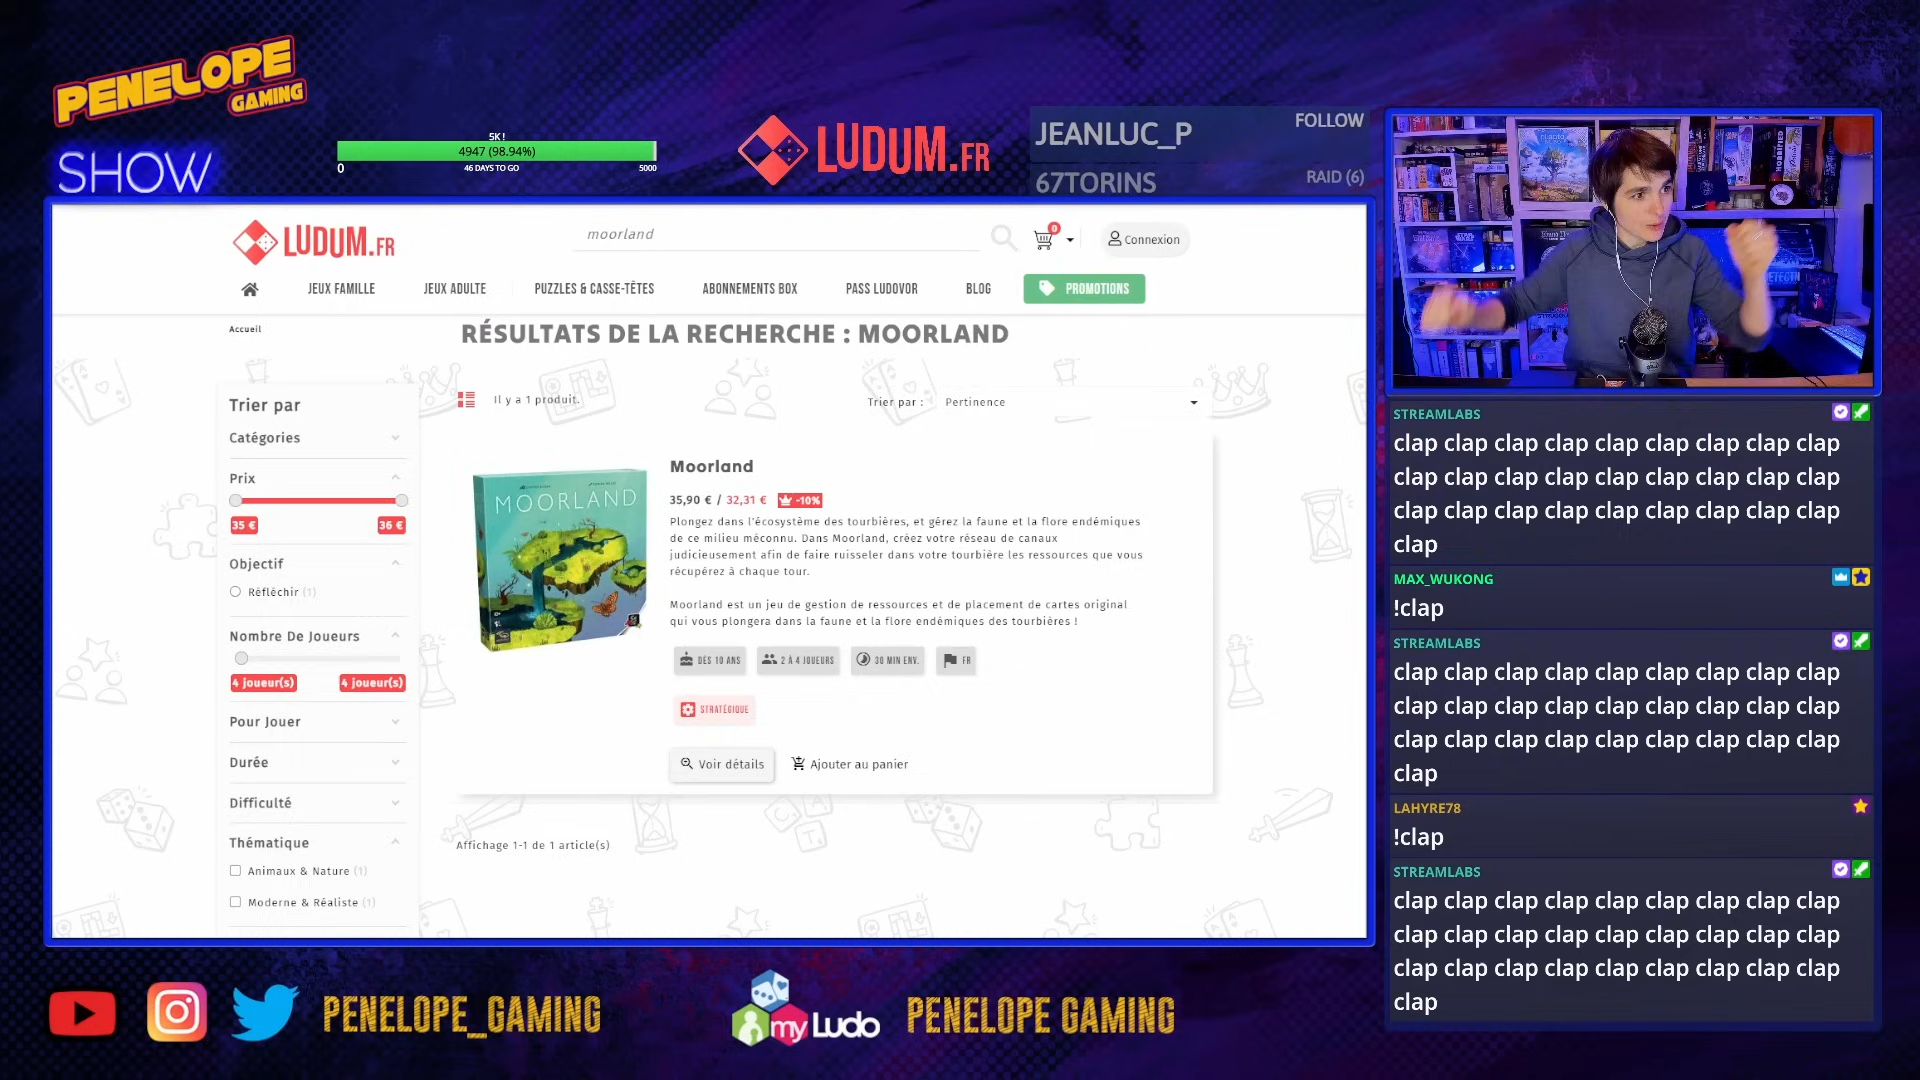 PENELOPE
GAMING
SHOW
5K !
4947 (98.94%)
0
46 DAYS TO GO
5000
LUDUM.FR
JEANLUC_P
FOLLOW
67TORINS
RAID (6)
LUDUM.FR
moorland
0
Connexion
JEUX FAMILLE
JEUX ADULTE
PUZZLES & CASSE-TÊTES
ABONNEMENTS BOX
PASS LUDOVOR
BLOG
PROMOTIONS
Accueil
RÉSULTATS DE LA RECHERCHE : MOORLAND
Il y a 1 produit.
Trier par :
Pertinence
Trier par
Catégories
Prix
35 €
36 €
Objectif
Réfléchir (1)
Nombre De Joueurs
4 joueur(s)
4 joueur(s)
Pour Jouer
Durée
Difficulté
Thématique
Animaux & Nature (1)
Moderne & Réaliste (1)
MOORLAND
Moorland
35,90 € / 32,31 € -10%
Plongez dans l'écosystème des tourbières, et gérez la faune et la flore endémiques
de ce milieu méconnu. Dans Moorland, créez votre réseau de canaux
judicieusement afin de faire ruisseler dans votre tourbière les ressources que vous
récupérez à chaque tour.
Moorland est un jeu de gestion de ressources et de placement de cartes original
qui vous plongera dans la faune et la flore endémiques des tourbières !
DÈS 10 ANS
2 À 4 JOUEURS
30 MIN ENV.
FR
STRATÉGIQUE
Voir détails
Ajouter au panier
Affichage 1-1 de 1 article(s)
STREAMLABS
clap clap clap clap clap clap clap clap clap
clap clap clap clap clap clap clap clap clap
clap clap clap clap clap clap clap clap clap
clap
MAX_WUKONG
!clap
STREAMLABS
clap clap clap clap clap clap clap clap clap
clap clap clap clap clap clap clap clap clap
clap clap clap clap clap clap clap clap clap
clap
LAHYRE78
!clap
STREAMLABS
clap clap clap clap clap clap clap clap clap
clap clap clap clap clap clap clap clap clap
clap clap clap clap clap clap clap clap clap
clap
PENELOPE_GAMING
myLudo
PENELOPE GAMING